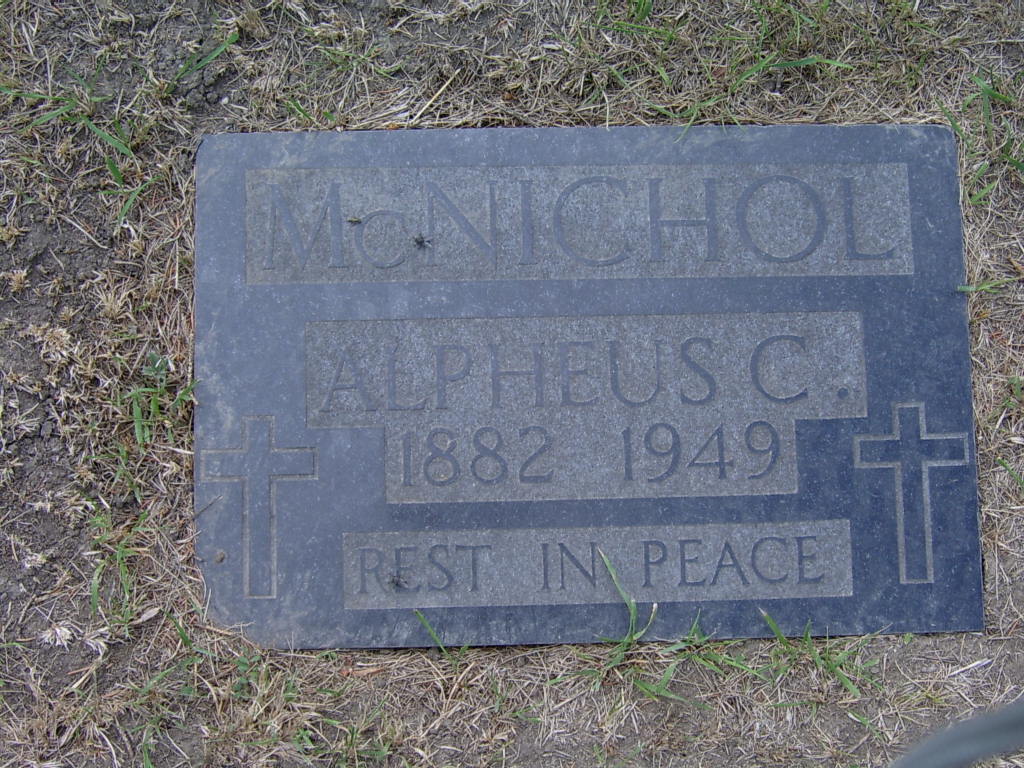 McNICHOL
ALPHEUS C.
1882 1949
REST IN PEACE